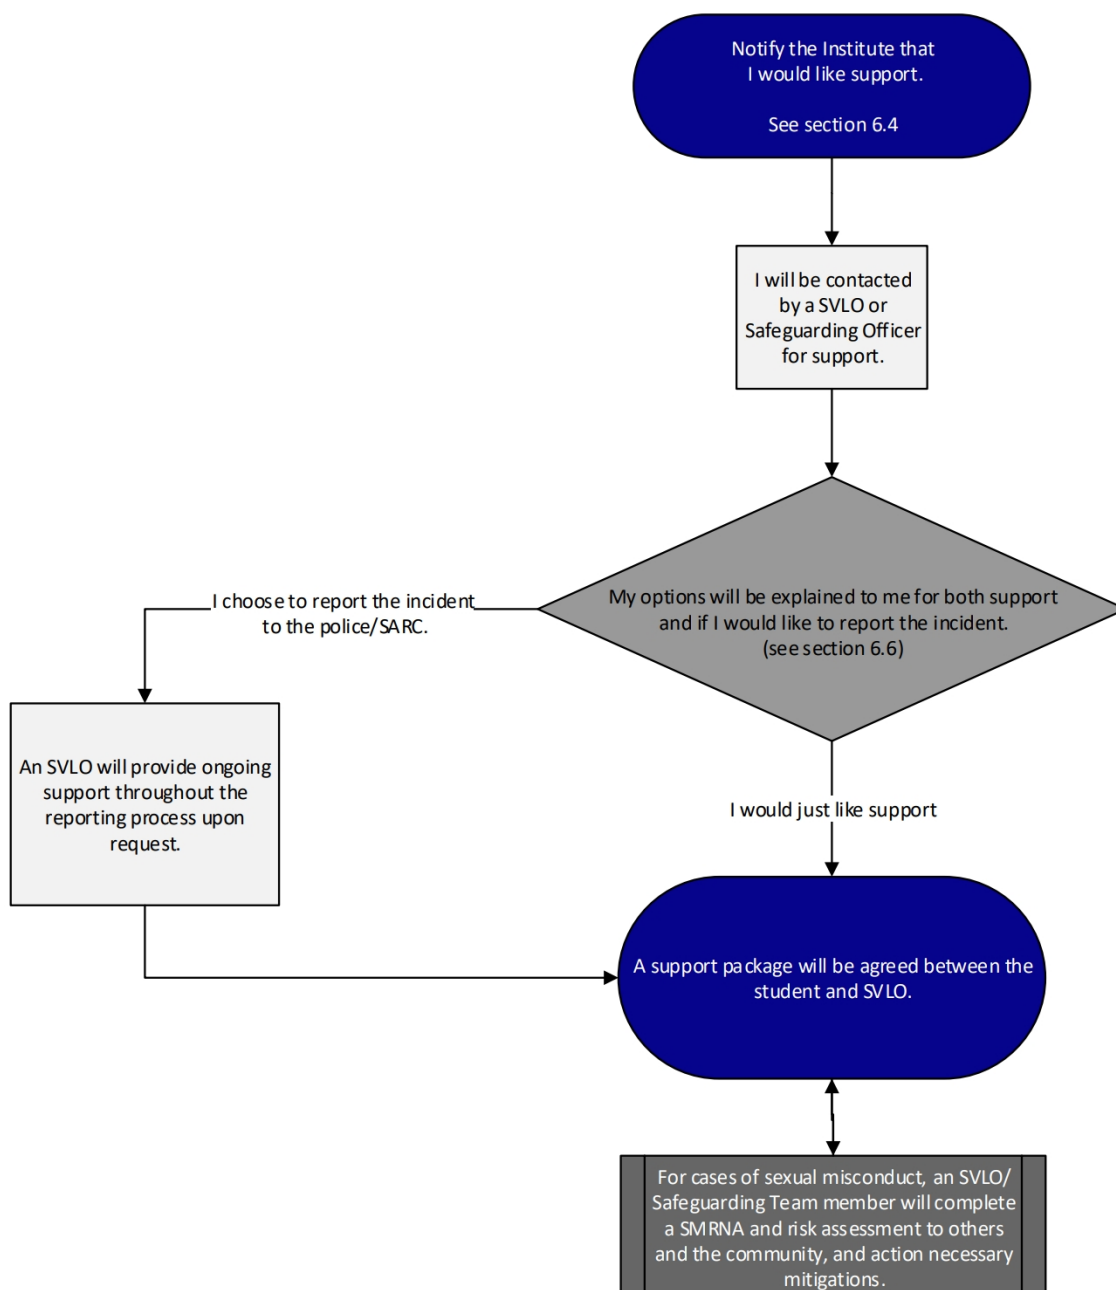 Notify the Institute that
I would like support.
See section 6.4
I will be contacted
by a SVLO or
Safeguarding Officer
for support.
My options will be explained to me for both support
and if I would like to report the incident.
(see section 6.6)
I choose to report the incident
to the police/SARC.
An SVLO will provide ongoing
support throughout the
reporting process upon
request.
I would just like support
A support package will be agreed between the
student and SVLO.
For cases of sexual misconduct, an SVLO/
Safeguarding Team member will complete
a SMRNA and risk assessment to others
and the community, and action necessary
mitigations.